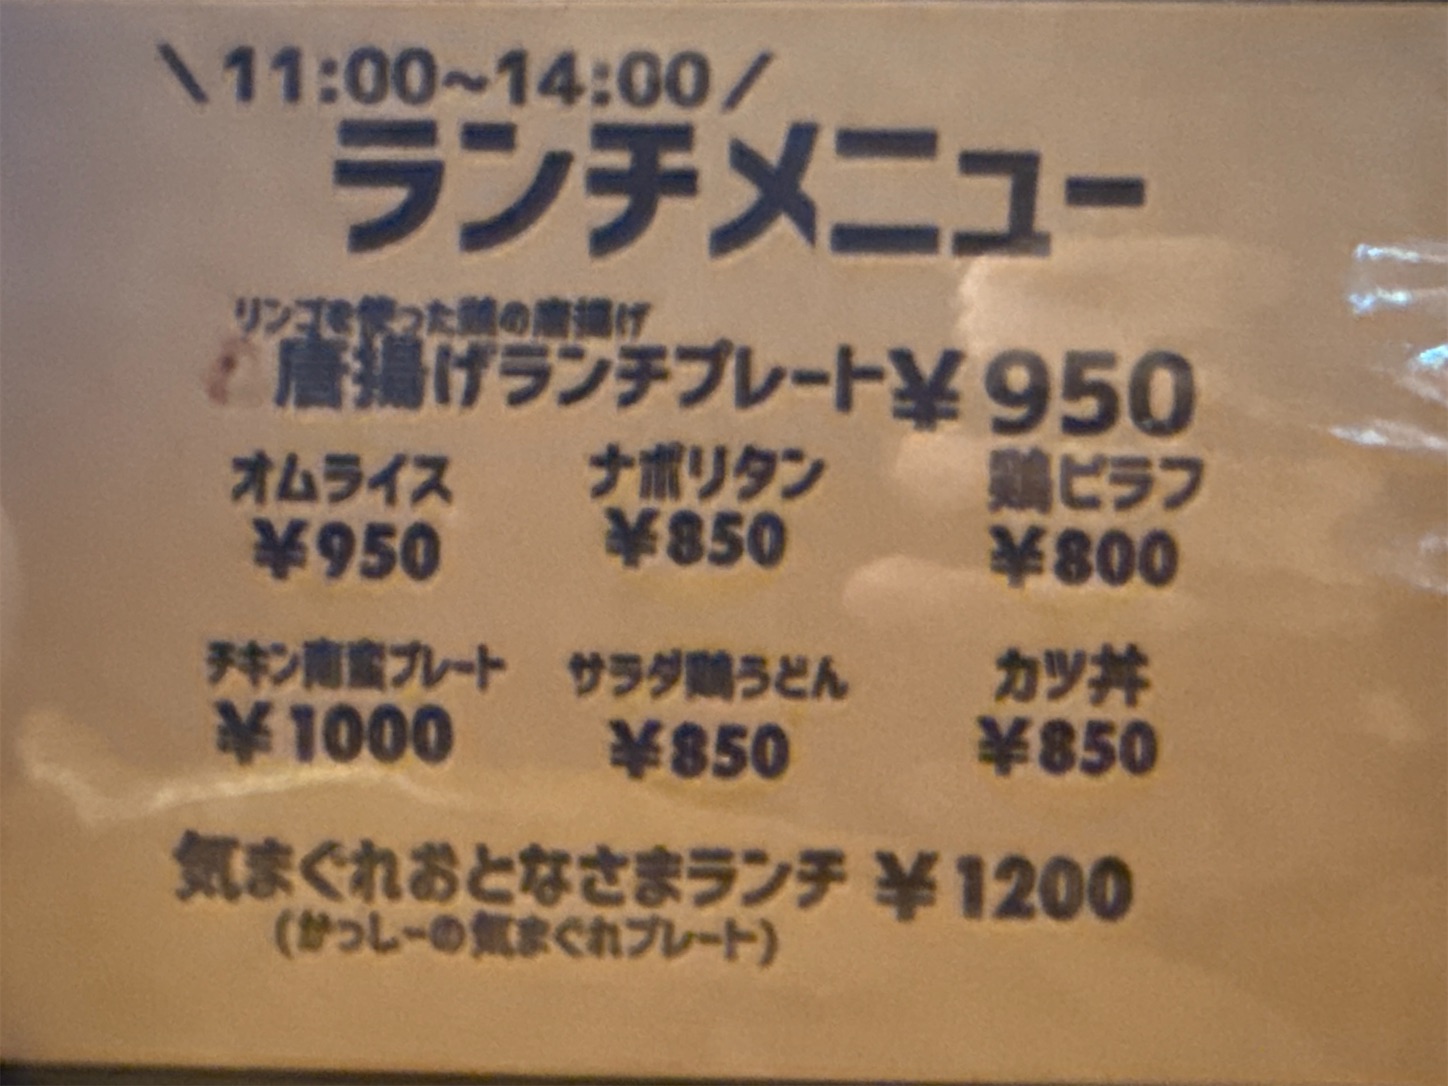 ＼11:00~14:00／
ランチメニュー
リンゴを使った鶏の唐揚げ
唐揚げランチプレート¥950
オムライス ナポリタン 鶏ピラフ
¥950 ¥850 ¥800
チキン南蛮プレート サラダ鶏うどん カツ丼
¥1000 ¥850 ¥850
気まぐれおとなさまランチ ¥1200
(かっしーの気まぐれプレート)